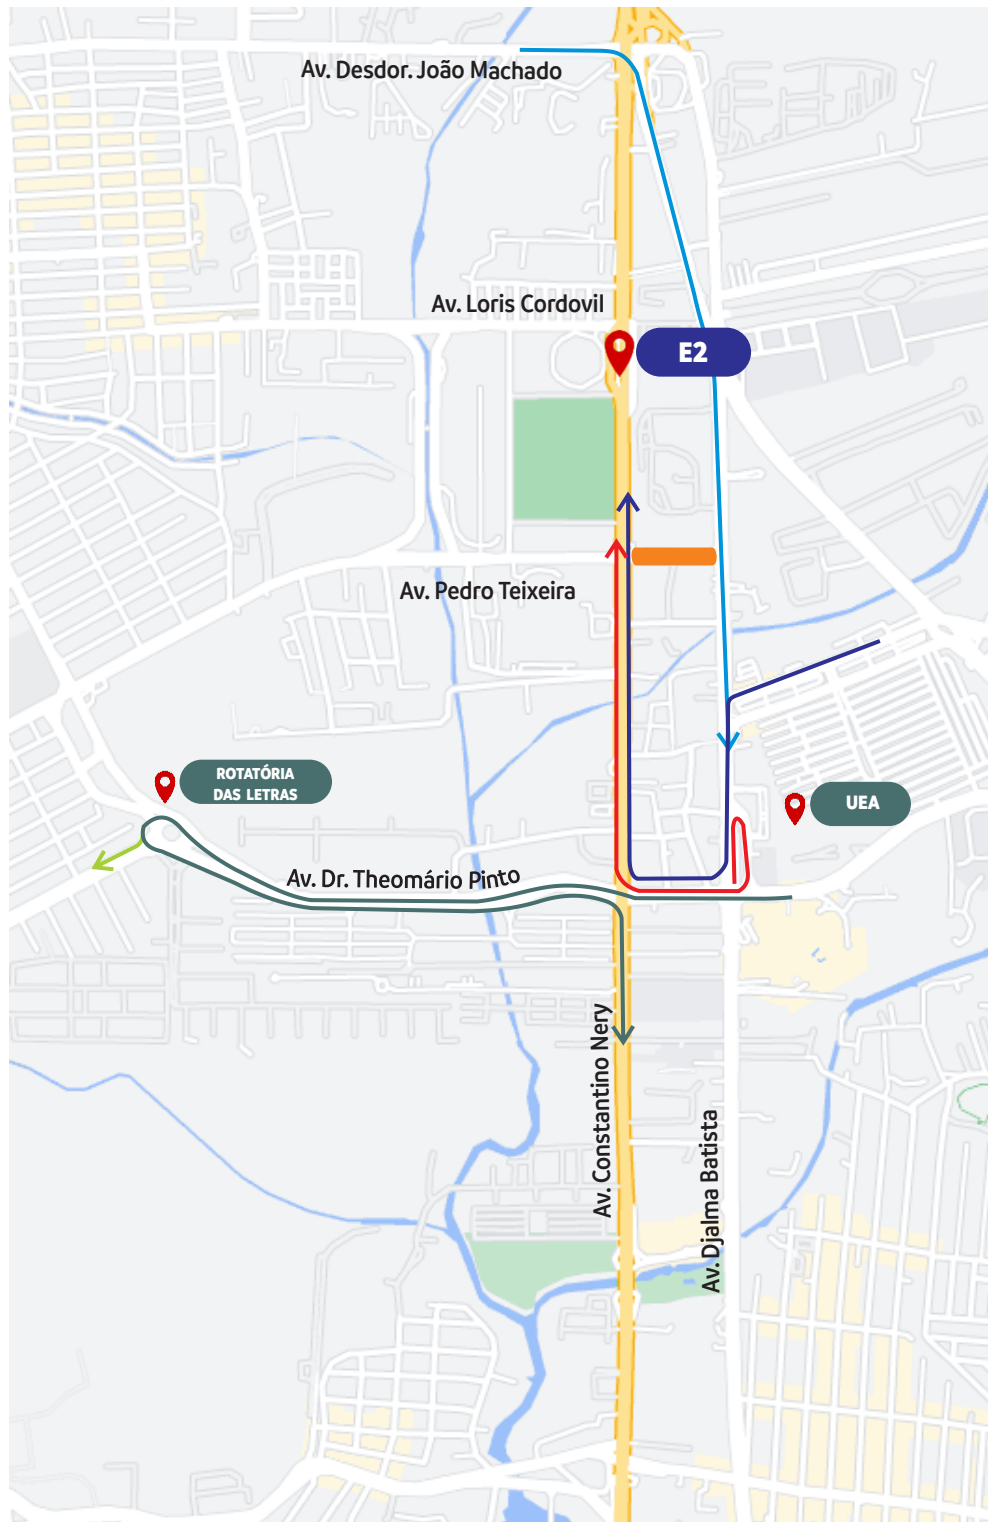 Av. Desdor. João Machado
Av. Loris Cordovil
E2
Av. Pedro Teixeira
ROTATÓRIA
DAS LETRAS
UEA
Av. Dr. Theomário Pinto
Av. Constantino Nery
Av. Djalma Batista